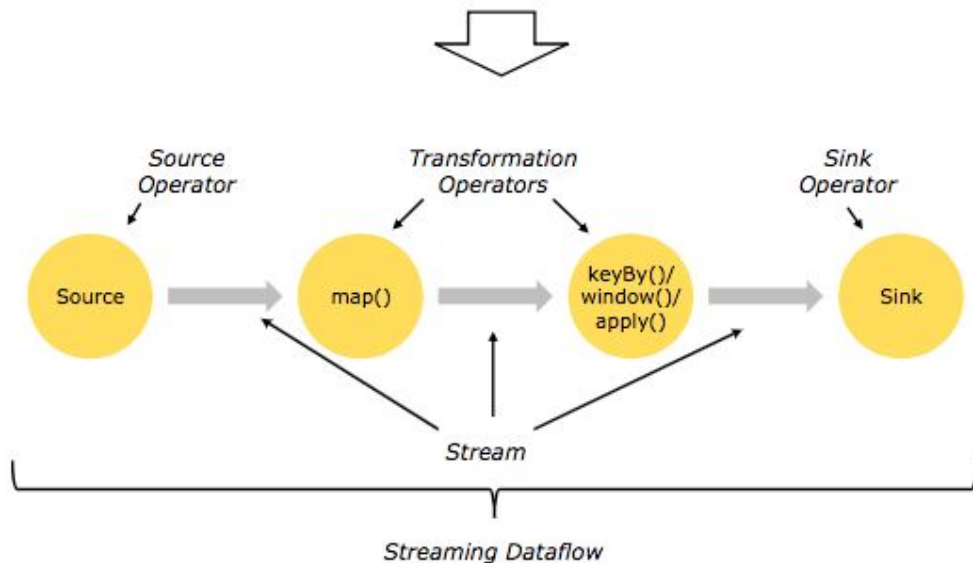 Source
Operator
Transformation
Operators
Sink
Operator
Source
map()
keyBy()/
window()/
apply()
Sink
Stream
Streaming Dataflow